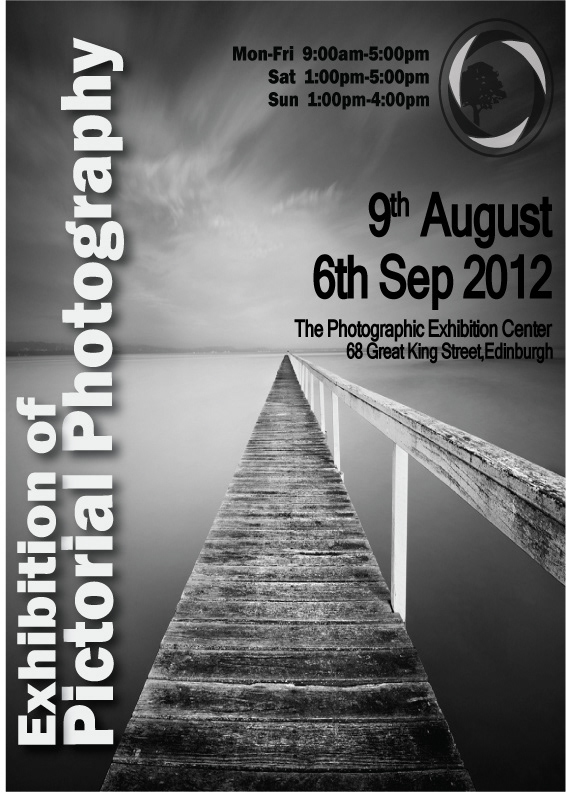 Mon-Fri 9:00am-5:00pm
Sat 1:00pm-5:00pm
Sun 1:00pm-4:00pm
9th August
6th Sep 2012
The Photographic Exhibition Center
68 Great King Street,Edinburgh
Exhibition of
Pictorial Photography